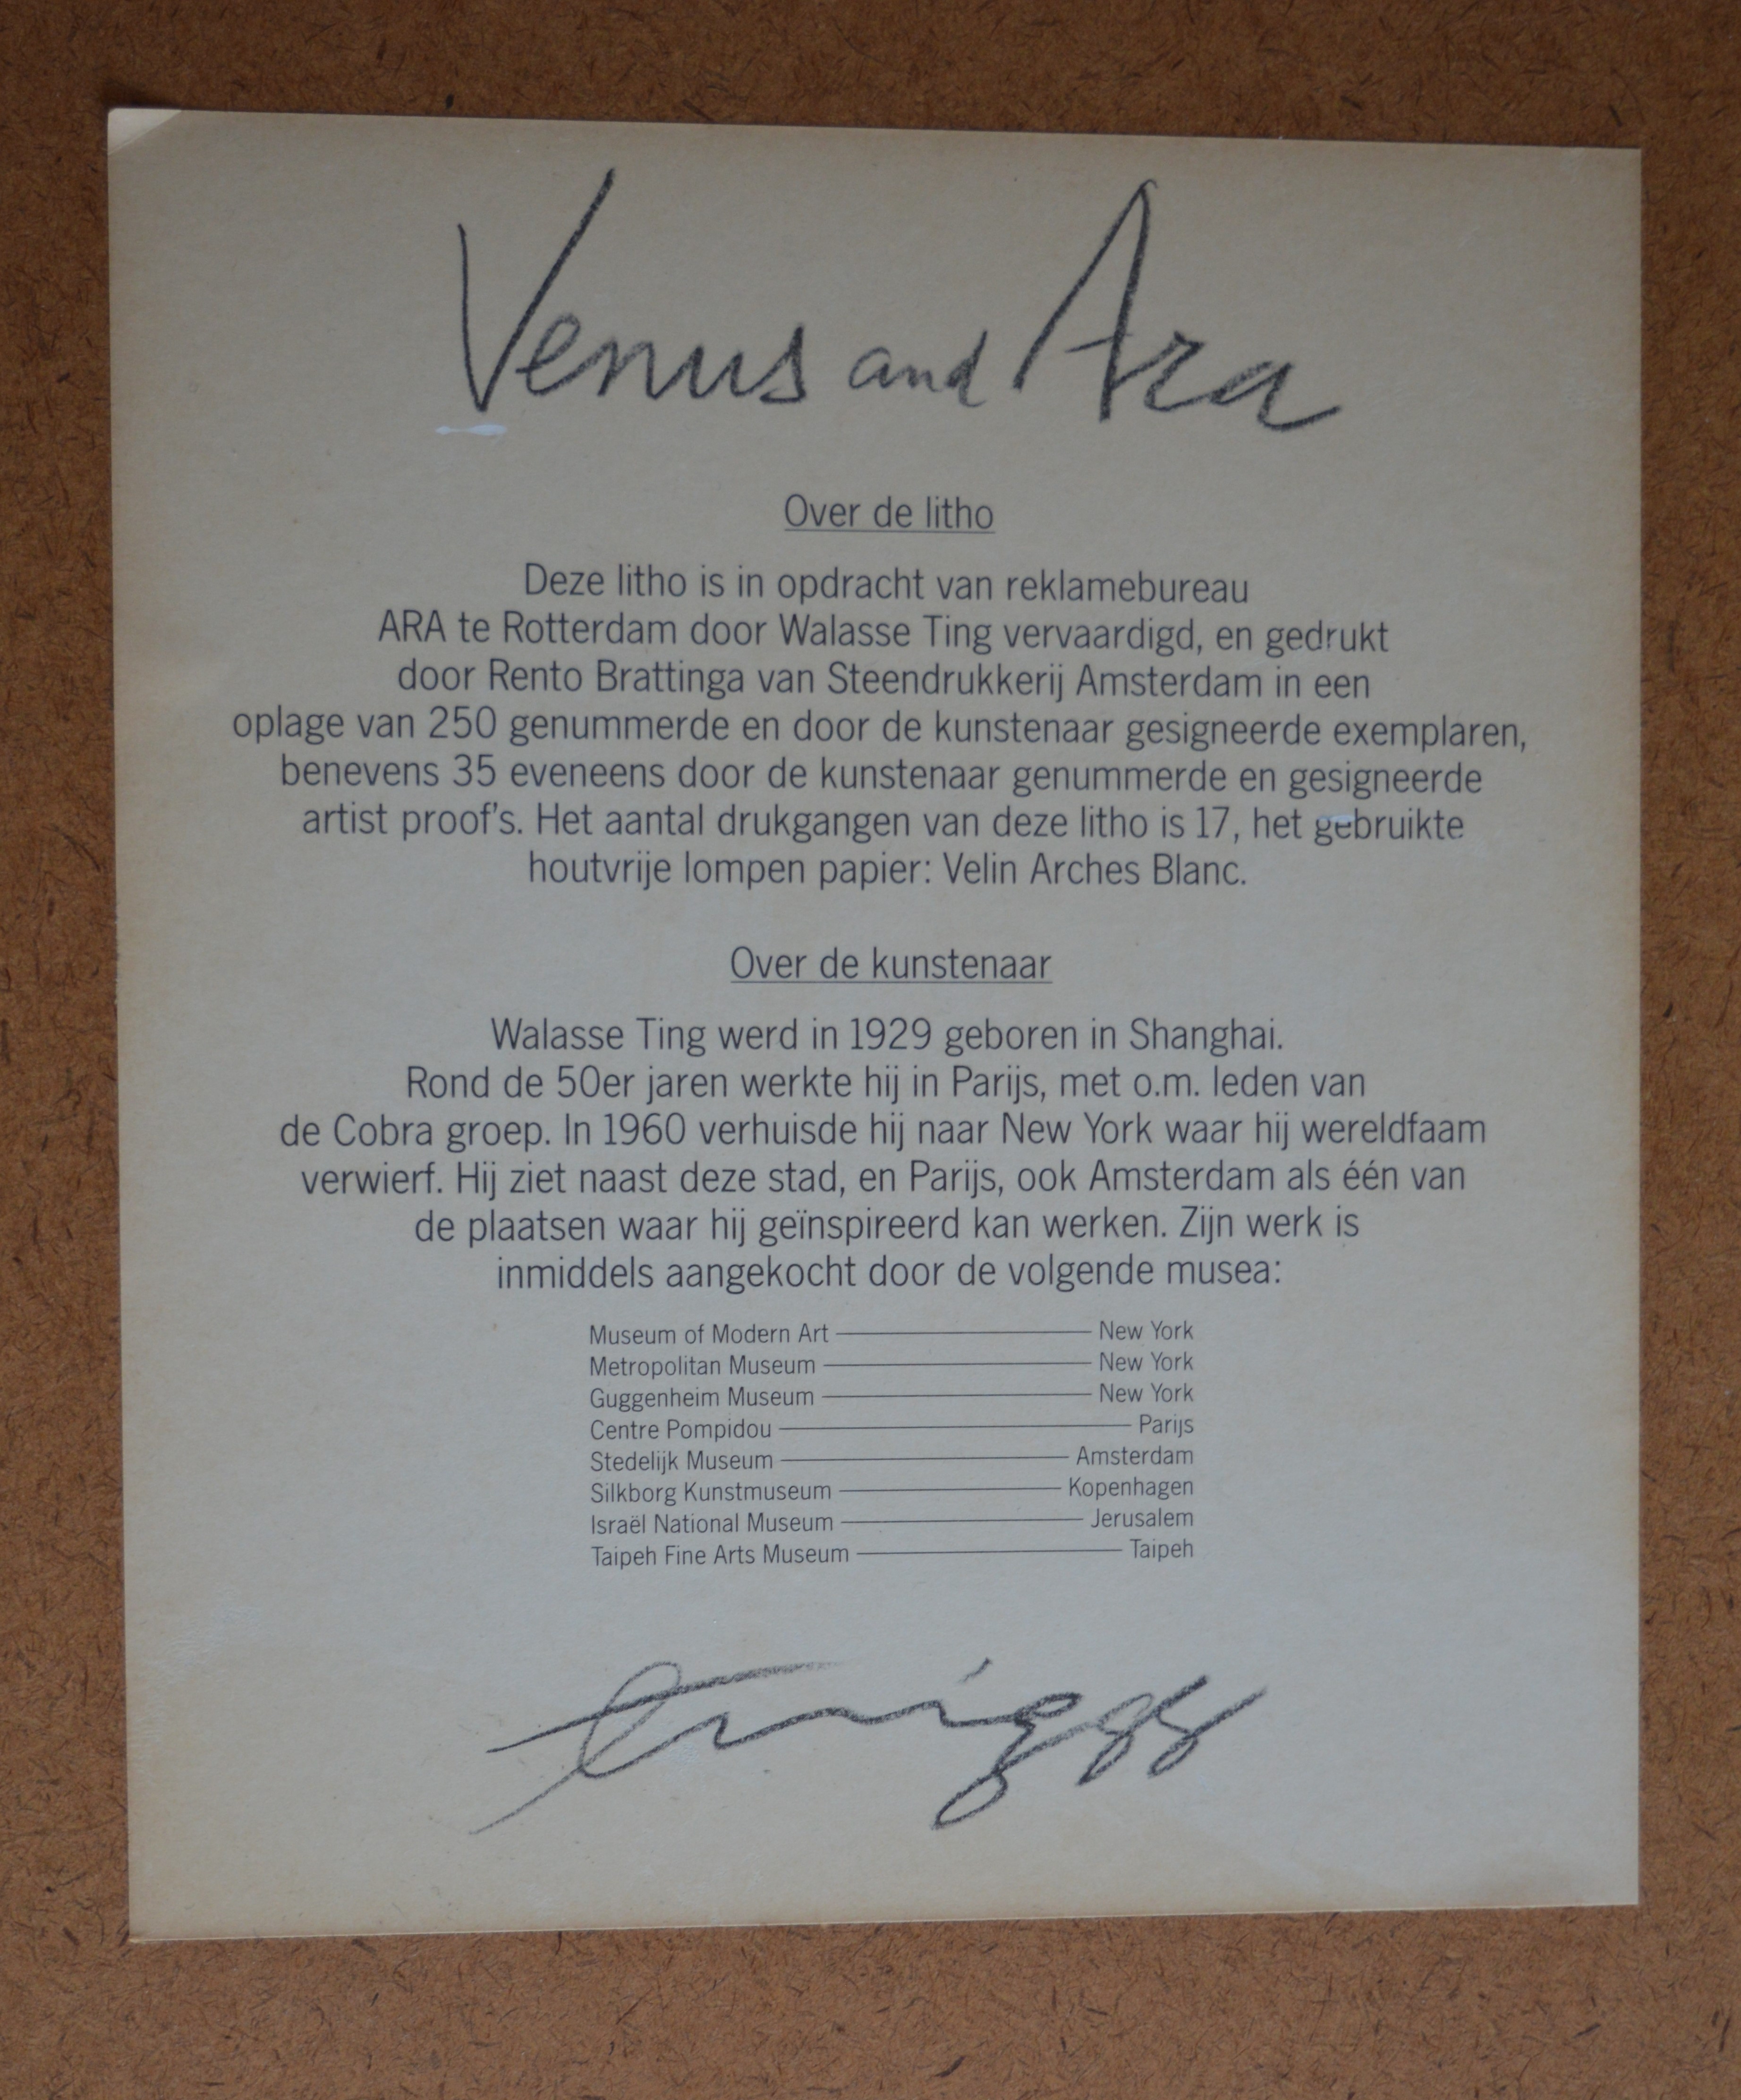 Venus and Ara
Over de litho
Deze litho is in opdracht van reklamebureau
ARA te Rotterdam door Walasse Ting vervaardigd, en gedrukt
door Rento Brattinga van Steendrukkerij Amsterdam in een
oplage van 250 genummerde en door de kunstenaar gesigneerde exemplaren,
benevens 35 eveneens door de kunstenaar genummerde en gesigneerde
artist proof's. Het aantal drukgangen van deze litho is 17, het gebruikte
houtvrije lompen papier: Velin Arches Blanc.
Over de kunstenaar
Walasse Ting werd in 1929 geboren in Shanghai.
Rond de 50er jaren werkte hij in Parijs, met o.m. leden van
de Cobra groep. In 1960 verhuisde hij naar New York waar hij wereldfaam
verwierf. Hij ziet naast deze stad, en Parijs, ook Amsterdam als één van
de plaatsen waar hij geïnspireerd kan werken. Zijn werk is
inmiddels aangekocht door de volgende musea:
Museum of Modern Art New York
Metropolitan Museum New York
Guggenheim Museum New York
Centre Pompidou Parijs
Stedelijk Museum Amsterdam
Silkborg Kunstmuseum Kopenhagen
Israël National Museum Jerusalem
Taipeh Fine Arts Museum Taipeh